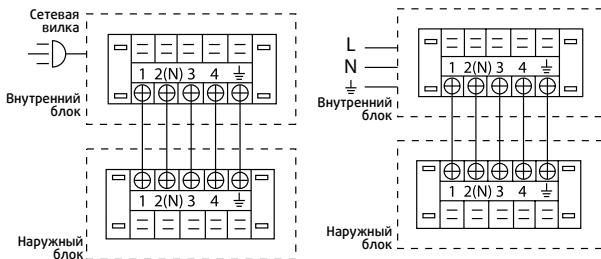 Сетевая
вилка
1 2(N) 3 4
Внутренний
блок
1 2(N) 3 4
Наружный
блок
L
N
1 2(N) 3 4
Внутренний
блок
1 2(N) 3 4
Наружный
блок